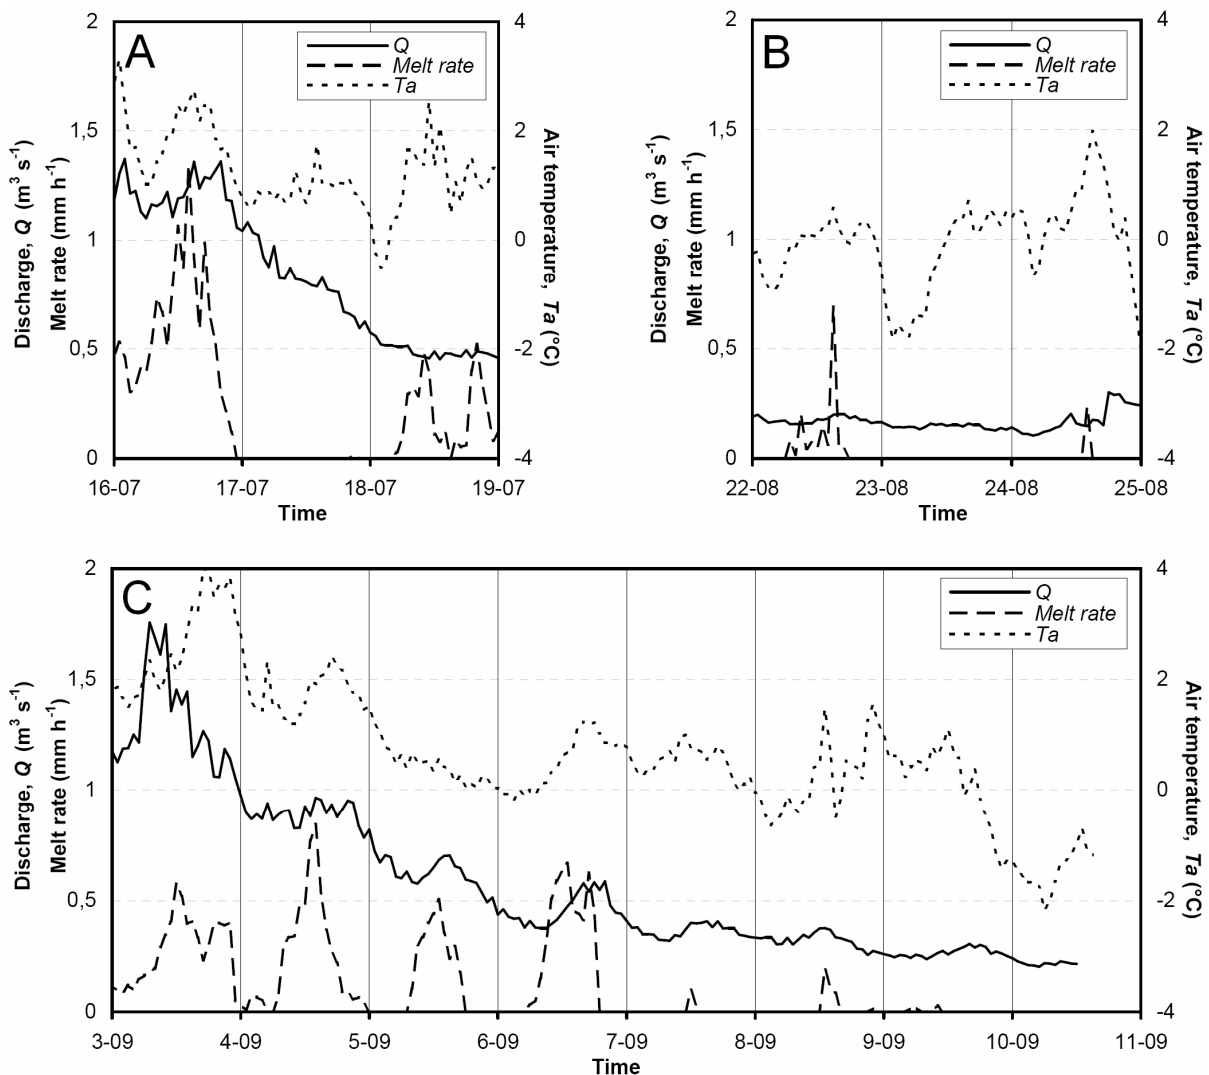 A
Q
Melt rate
Ta
2
1,5
1
0,5
0
4
2
0
-2
-4
16-07
17-07
18-07
19-07
Time
Discharge, Q (m³ s⁻¹)
Melt rate (mm h⁻¹)
Air temperature, Ta (°C)
B
Q
Melt rate
Ta
2
1,5
1
0,5
0
4
2
0
-2
-4
22-08
23-08
24-08
25-08
Time
Discharge, Q (m³ s⁻¹)
Melt rate (mm h⁻¹)
Air temperature, Ta (°C)
C
Q
Melt rate
Ta
2
1,5
1
0,5
0
4
2
0
-2
-4
3-09
4-09
5-09
6-09
7-09
8-09
9-09
10-09
11-09
Time
Discharge, Q (m³ s⁻¹)
Melt rate (mm h⁻¹)
Air temperature, Ta (°C)